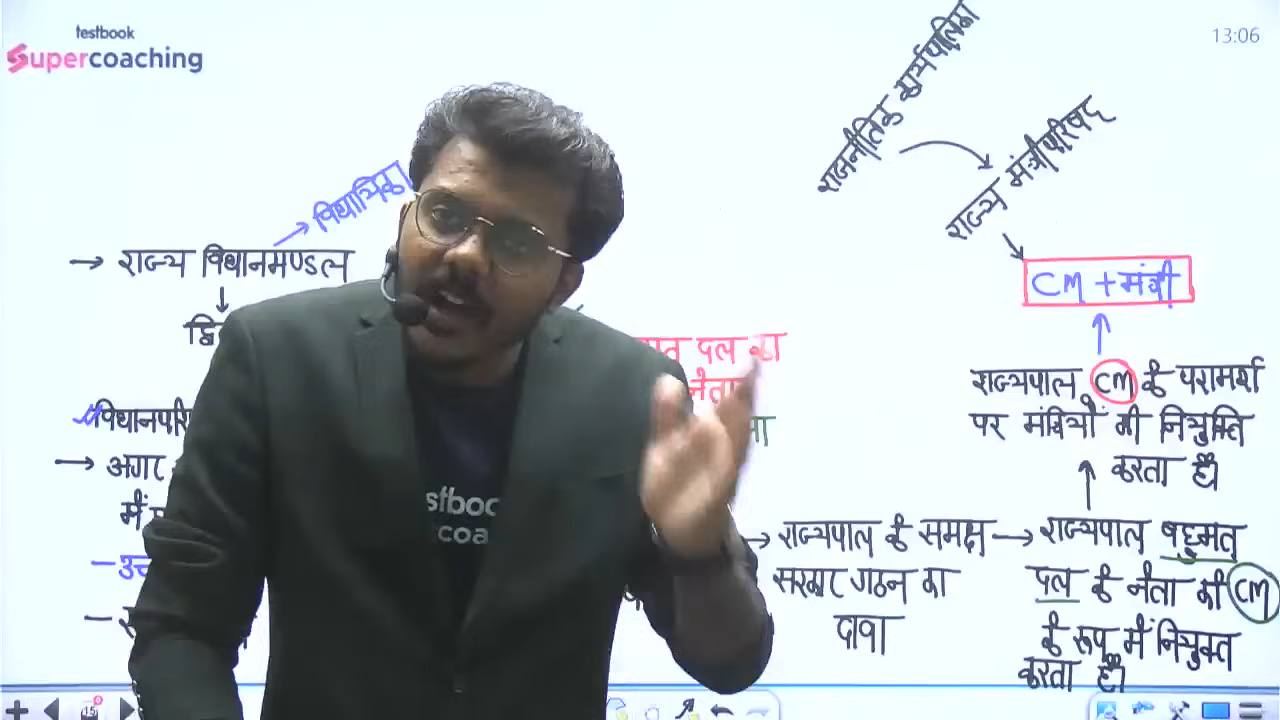 testbook
Supercoaching
13:06
राजनीतिक कार्यपालिका
राज्य मंत्रीपरिषद
CM + मंत्री
→ विधायिका
→ राज्य विधानमण्डल
दल का
नेता
राज्यपाल CM के परामर्श
पर मंत्रियों की नियुक्ति
करता है।
→ अगर
में
→ राज्यपाल के समक्ष
सरकार गठन का
दावा
→ राज्यपाल बहुमत
दल के नेता की CM
के रूप में नियुक्त
करता है।